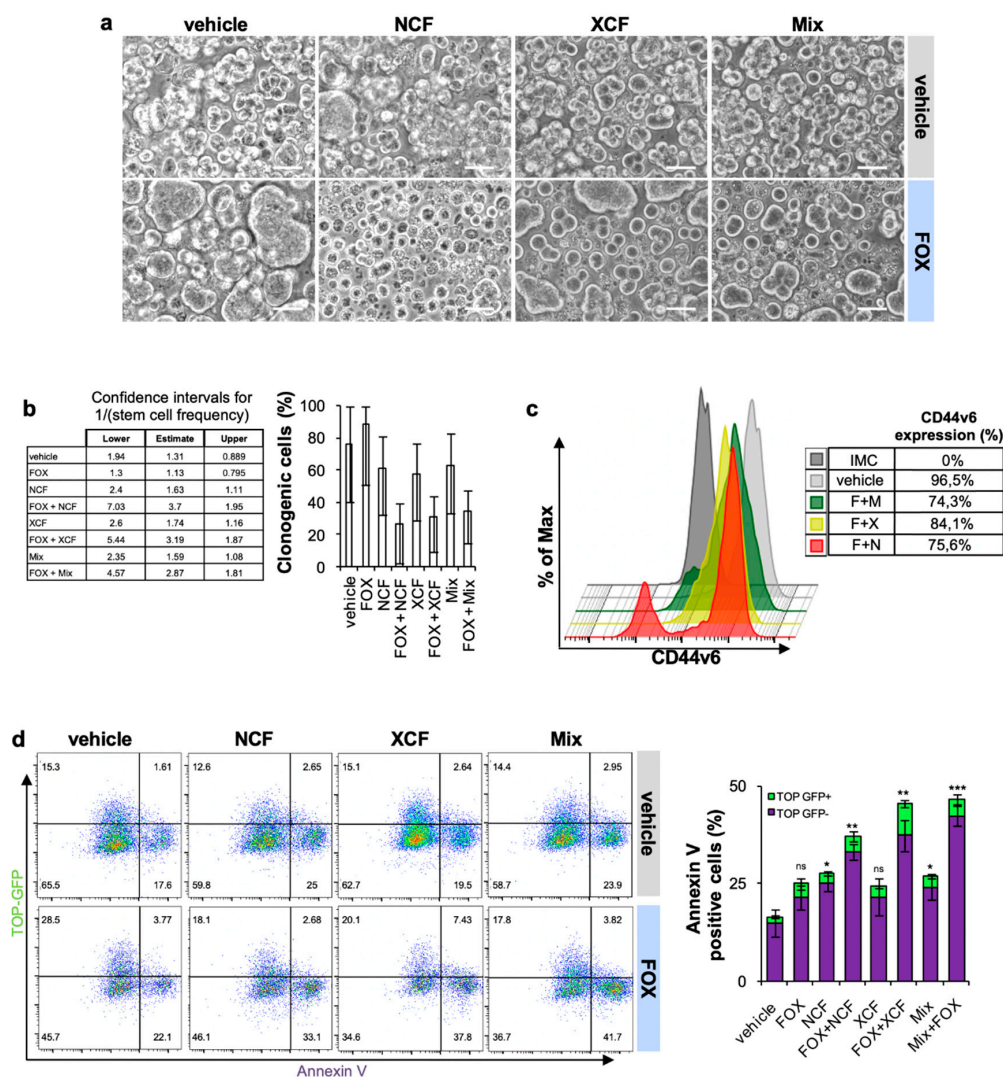 a
vehicle NCF XCF Mix
vehicle
FOX
b
Confidence intervals for
1/(stem cell frequency)
Lower Estimate Upper
vehicle 1.94 1.31 0.889
FOX 1.3 1.13 0.795
NCF 2.4 1.63 1.11
FOX + NCF 7.03 3.7 1.95
XCF 2.6 1.74 1.16
FOX + XCF 5.44 3.19 1.87
Mix 2.35 1.59 1.08
FOX + Mix 4.57 2.87 1.81
Clonogenic cells (%)
100
80
60
40
20
0
vehicle FOX NCF FOX + NCF XCF FOX + XCF Mix FOX + Mix
c
% of Max
CD44v6
CD44v6
expression (%)
IMC 0%
vehicle 96,5%
F+M 74,3%
F+X 84,1%
F+N 75,6%
d
vehicle NCF XCF Mix
15.3 1.61 12.6 2.65 15.1 2.64 14.4 2.95
65.5 17.6 59.8 25 62.7 19.5 58.7 23.9
vehicle
28.5 3.77 18.1 2.68 20.1 7.43 17.8 3.82
45.7 22.1 46.1 33.1 34.6 37.8 36.7 41.7
FOX
TOP-GFP
Annexin V
Annexin V
positive cells (%)
50
25
0
TOP GFP+
TOP GFP-
ns * ** ns ** * ***
vehicle FOX NCF FOX+NCF XCF FOX+XCF Mix Mix+FOX